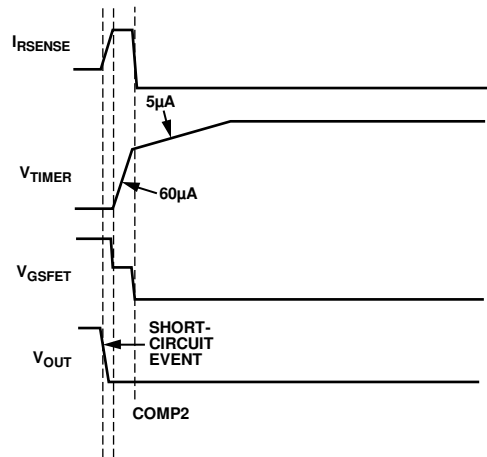 IRSENSE
5µA
VTIMER
60µA
VGSFET
SHORT-
CIRCUIT
EVENT
VOUT
COMP2